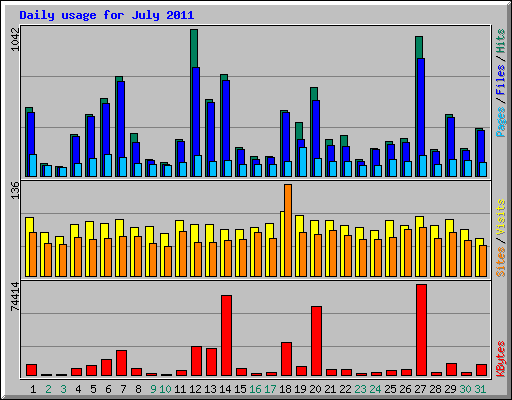 Daily usage for July 2011
1042
Pages / Files / Hits
136
Sites / Visits
74414
KBytes
1 2 3 4 5 6 7 8 9 10 11 12 13 14 15 16 17 18 19 20 21 22 23 24 25 26 27 28 29 30 31